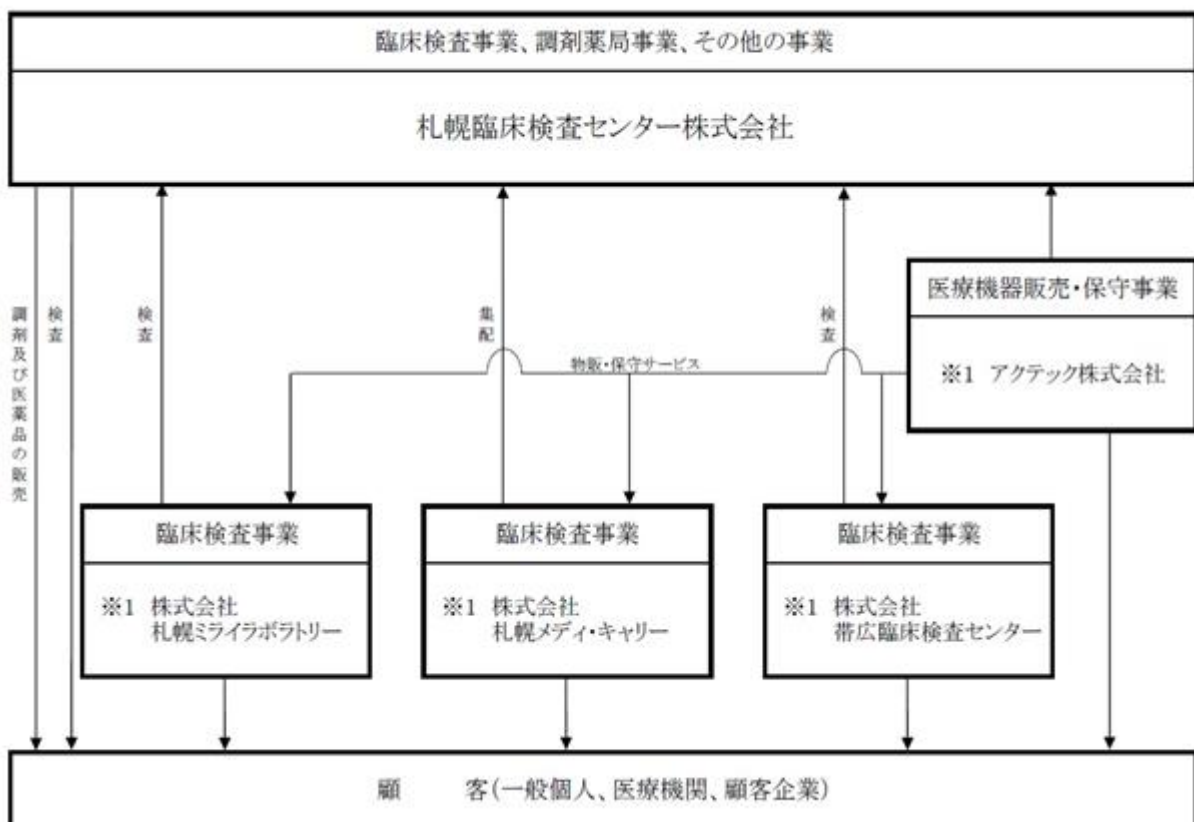 臨床検査事業、調剤薬局事業、その他の事業
札幌臨床検査センター株式会社
調剤及び医薬品の販売
検査
検査
集配
検査
医療機器販売・保守事業
※1 アクテック株式会社
物販・保守サービス
臨床検査事業
※1 株式会社
札幌ミライラボラトリー
臨床検査事業
※1 株式会社
札幌メディ・キャリー
臨床検査事業
※1 株式会社
帯広臨床検査センター
顧　　客(一般個人、医療機関、顧客企業)